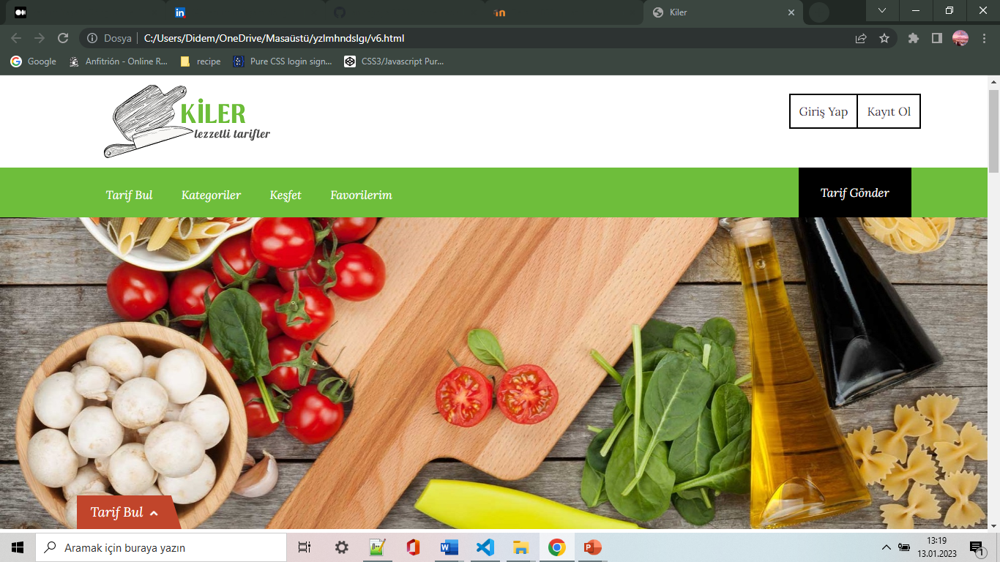 Kiler
Dosya
C:/Users/Didem/OneDrive/Masaüstü/yzlmhndslgı/v6.html
Google
Anfitrión - Online R...
recipe
Pure CSS login sign...
CSS3/Javascript Pur...
KİLER
lezzetli tarifler
Giriş Yap
Kayıt Ol
Tarif Bul
Kategoriler
Keşfet
Favorilerim
Tarif Gönder
Tarif Bul
Aramak için buraya yazın
13:19
13.01.2023
1